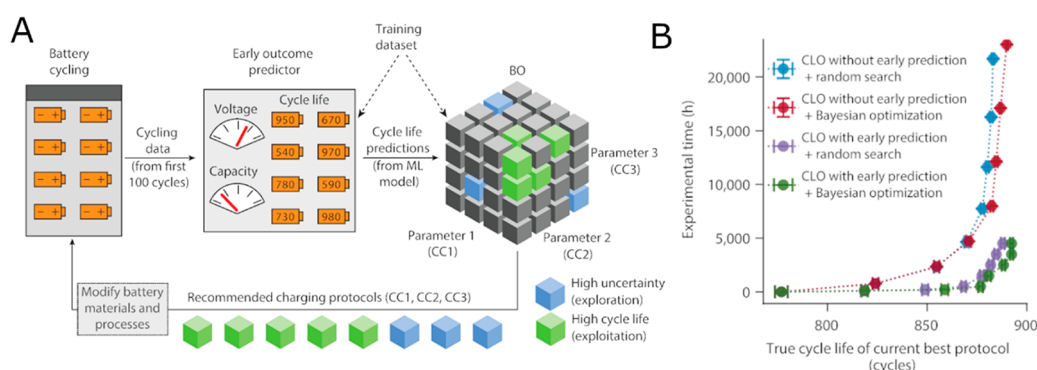 A
Battery
cycling
Early outcome
predictor
Training
dataset
BO
Voltage
Capacity
Cycle life
950 670
540 970
780 590
730 980
Cycling
data
(from first
100 cycles)
Cycle life
predictions
(from ML
model)
Parameter 3
(CC3)
Parameter 1
(CC1)
Parameter 2
(CC2)
Modify battery
materials and
processes
Recommended charging protocols (CC1, CC2, CC3)
High uncertainty
(exploration)
High cycle life
(exploitation)
B
CLO without early prediction
+ random search
CLO without early prediction
+ Bayesian optimization
CLO with early prediction
+ random search
CLO with early prediction
+ Bayesian optimization
Experimental time (h)
20,000
15,000
10,000
5,000
0
800 850 900
True cycle life of current best protocol
(cycles)